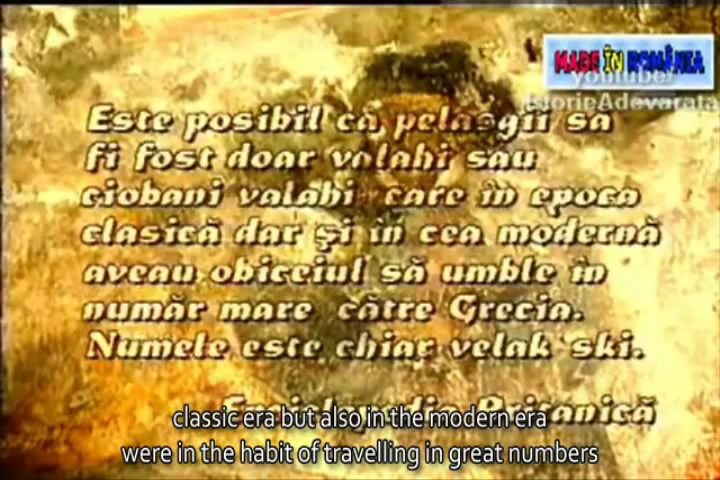 MADE ÎN ROMÂNIA
youtube/
IstorieAdevarata
Este posibil că pelasgii să
fi fost doar valahi sau
ciobani valahi care în epoca
clasică dar şi în cea modernă
aveau obiceiul să umble în
număr mare către Grecia.
Numele este chiar velak'ski.
Enciclopedia Britanică
classic era but also in the modern era
were in the habit of travelling in great numbers